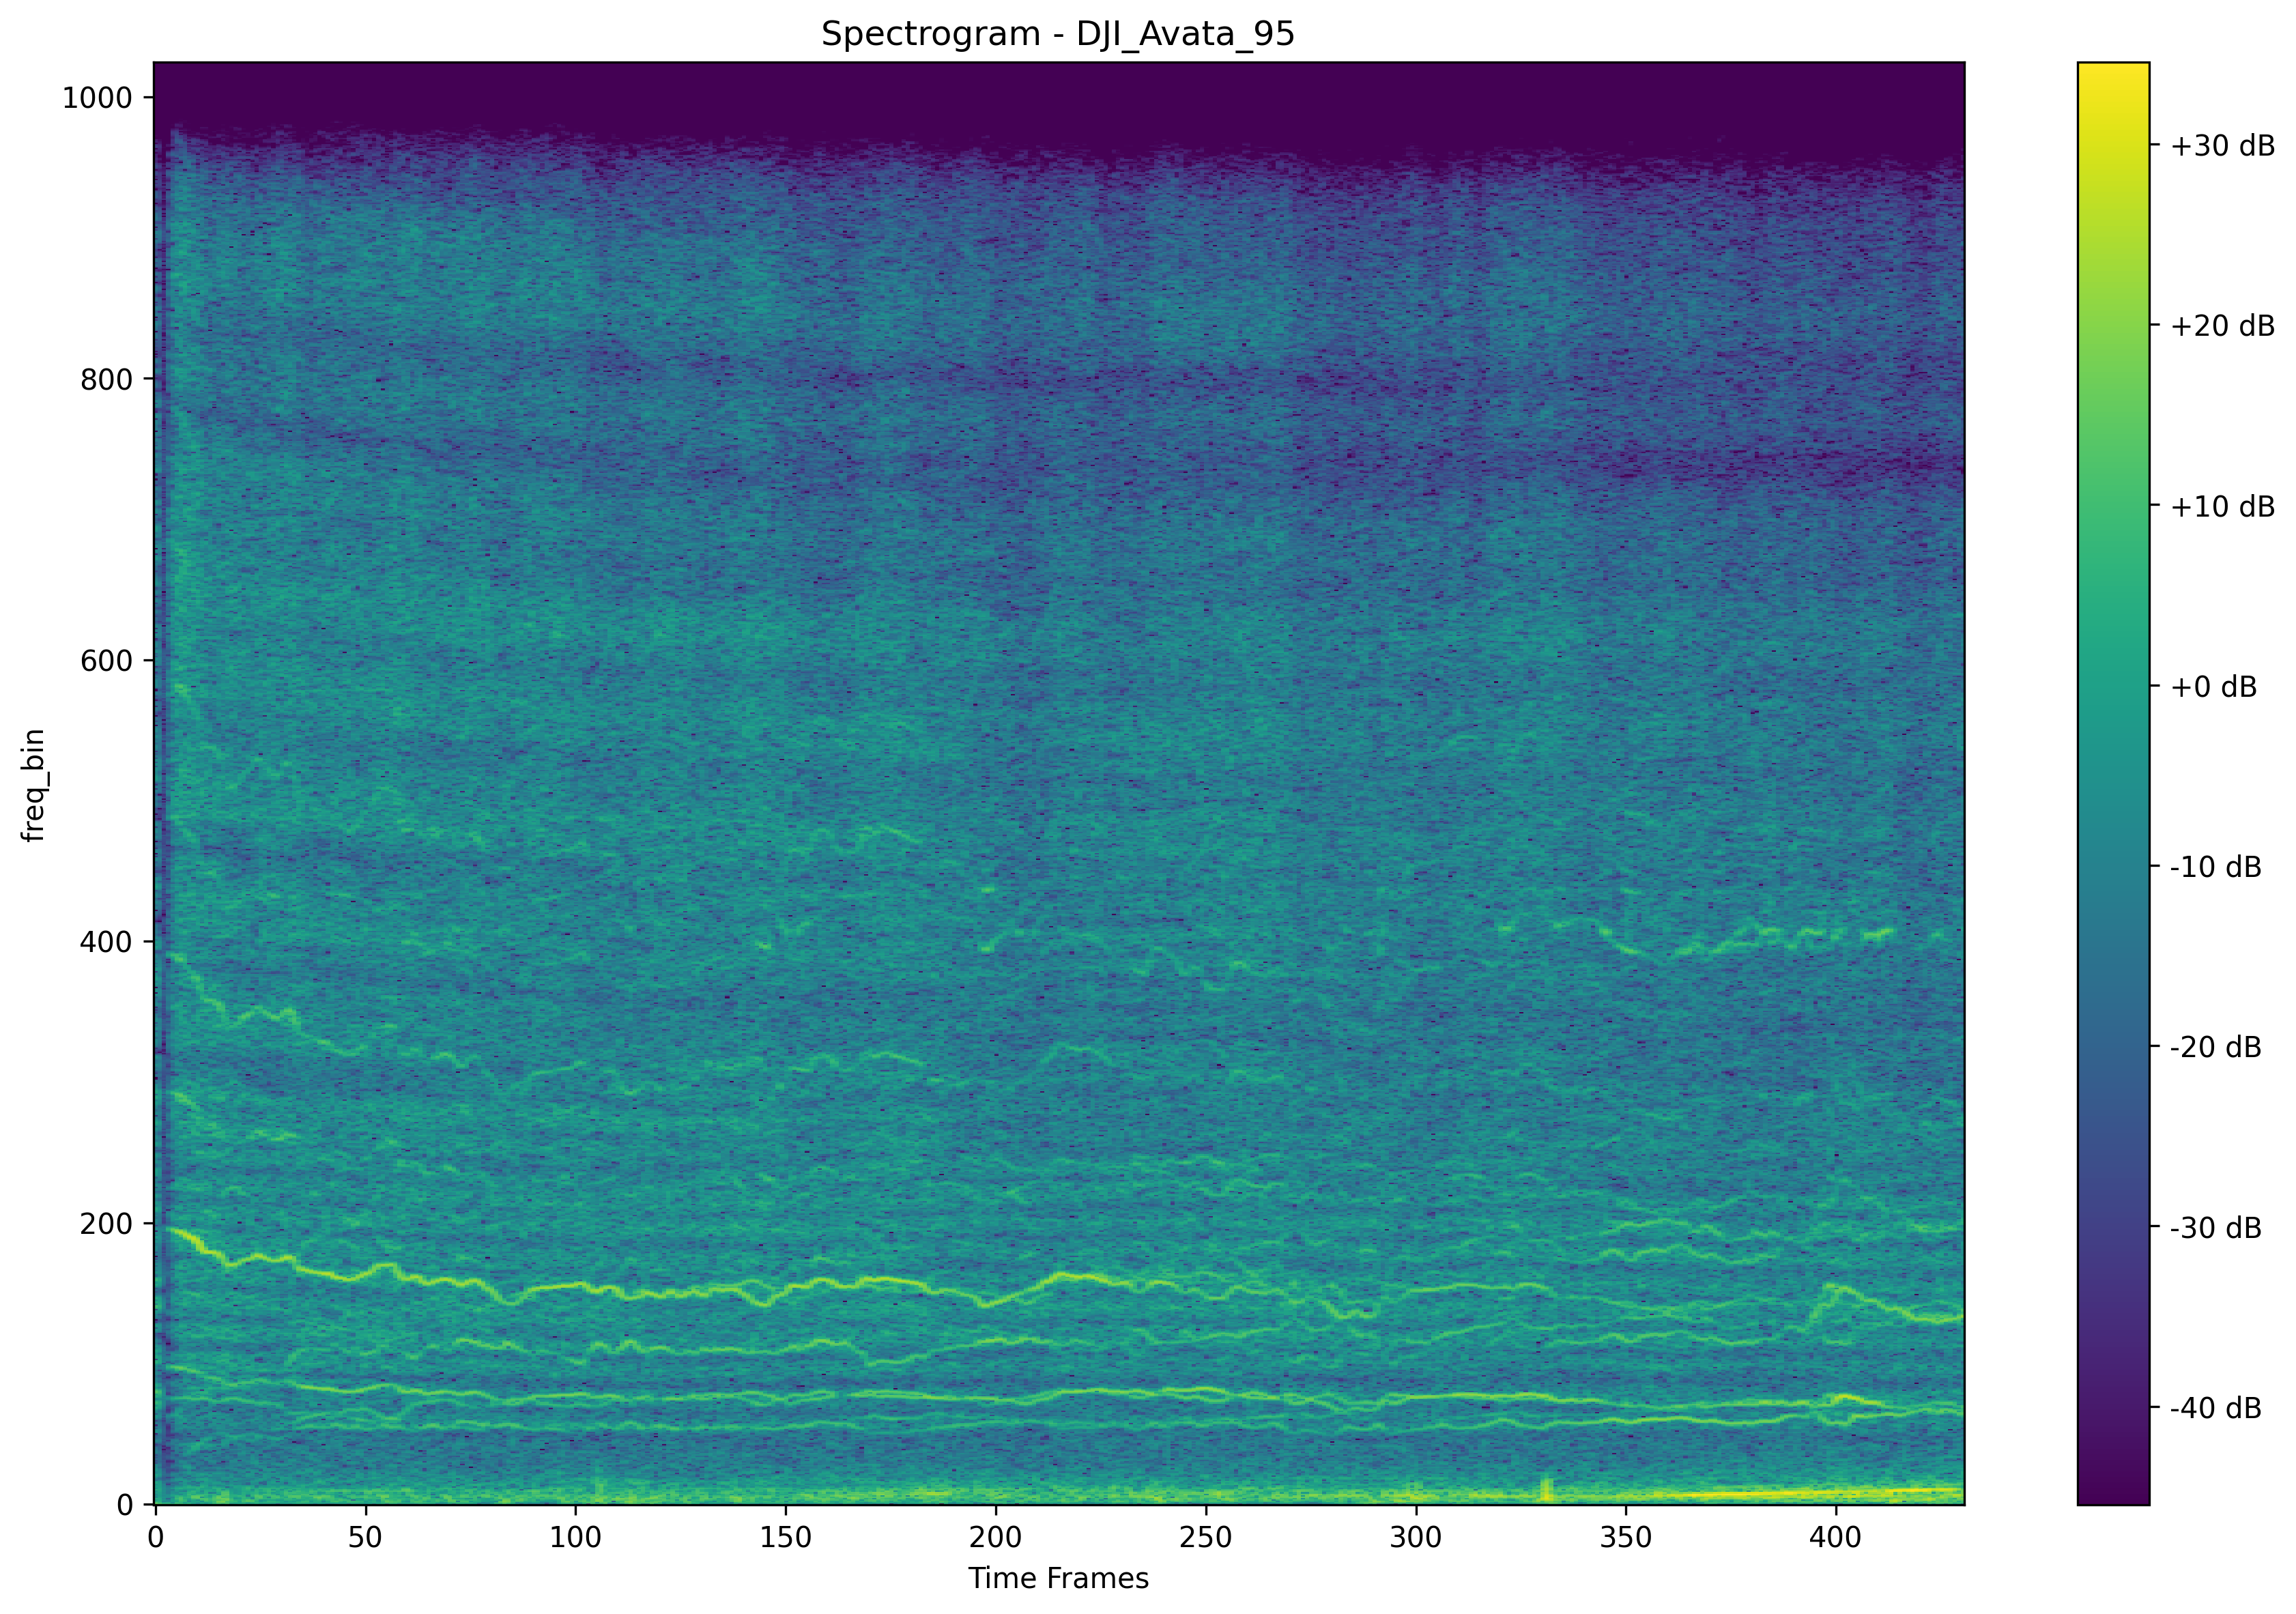 Spectrogram - DJI_Avata_95
1000
800
600
400
200
0
freq_bin
0 50 100 150 200 250 300 350 400
Time Frames
+30 dB
+20 dB
+10 dB
+0 dB
-10 dB
-20 dB
-30 dB
-40 dB